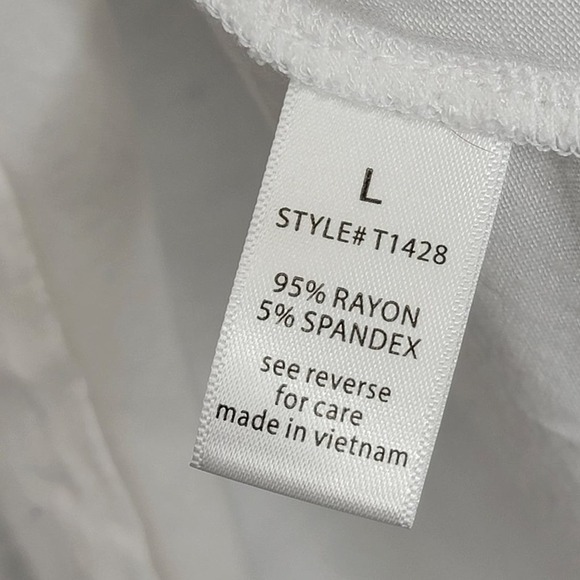 L
STYLE# T1428
95% RAYON
5% SPANDEX
see reverse
for care
made in vietnam